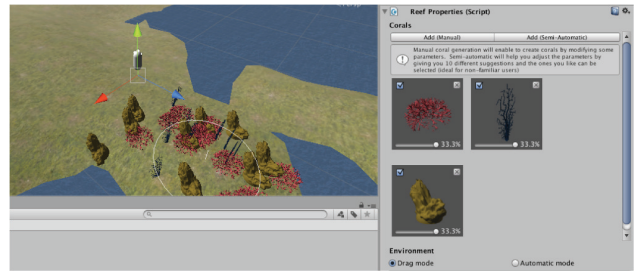 Reef Properties (Script)
Corals
Add (Manual)
Add (Semi-Automatic)
Manual coral generation will enable to create corals by modifying some
parameters. Semi-automatic will help you adjust the parameters by
giving you 10 different suggestions and the ones you like can be
selected (ideal for non-familiar users)
33.3%
33.3%
33.3%
Environment
Drag mode
Automatic mode